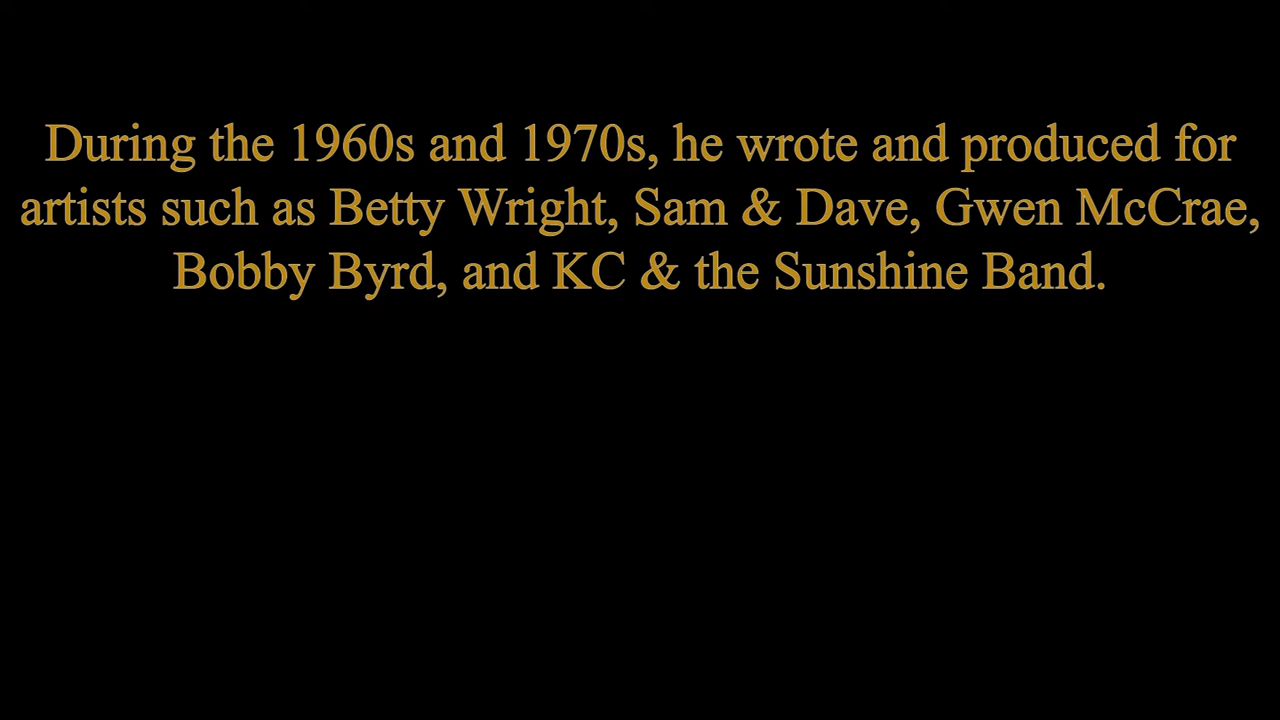 During the 1960s and 1970s, he wrote and produced for
artists such as Betty Wright, Sam & Dave, Gwen McCrae,
Bobby Byrd, and KC & the Sunshine Band.